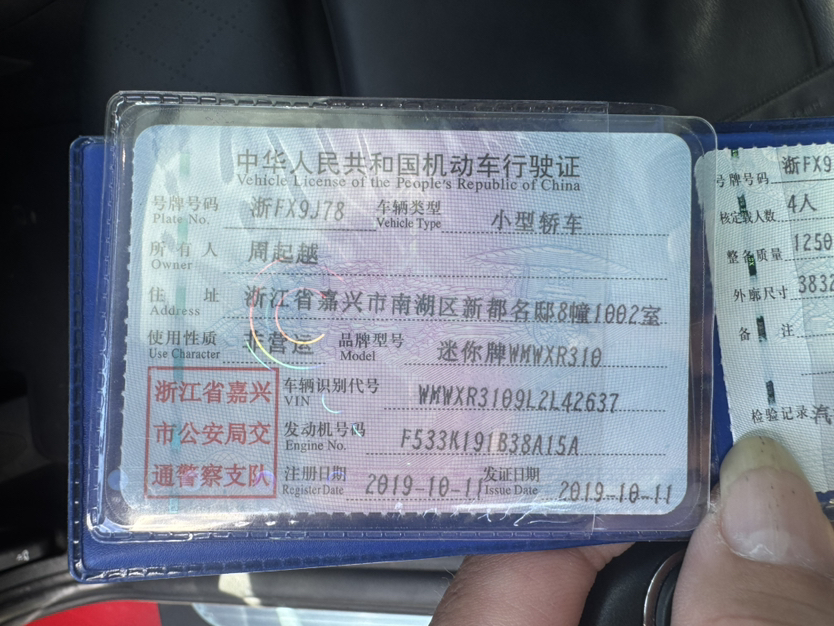 中华人民共和国机动车行驶证
Vehicle License of the People's Republic of China
号牌号码 浙FX9J78 车辆类型 小型轿车
Plate No. Vehicle Type
所有人 周起越
Owner
住址 浙江省嘉兴市南湖区新都名邸8幢1002室
Address
使用性质 非营运 品牌型号 迷你牌WMWXR310
Use Character Model
浙江省嘉兴
市公安局交
通警察支队
车辆识别代号 WMWXR3109L2L42637
VIN
发动机号码 F533K191B38A15A
Engine No.
注册日期 2019-10-11 发证日期 2019-10-11
Register Date Issue Date
号牌号码 浙FX9
核定载人数 4人
整备质量 1250
外廓尺寸 3832
备注
检验记录